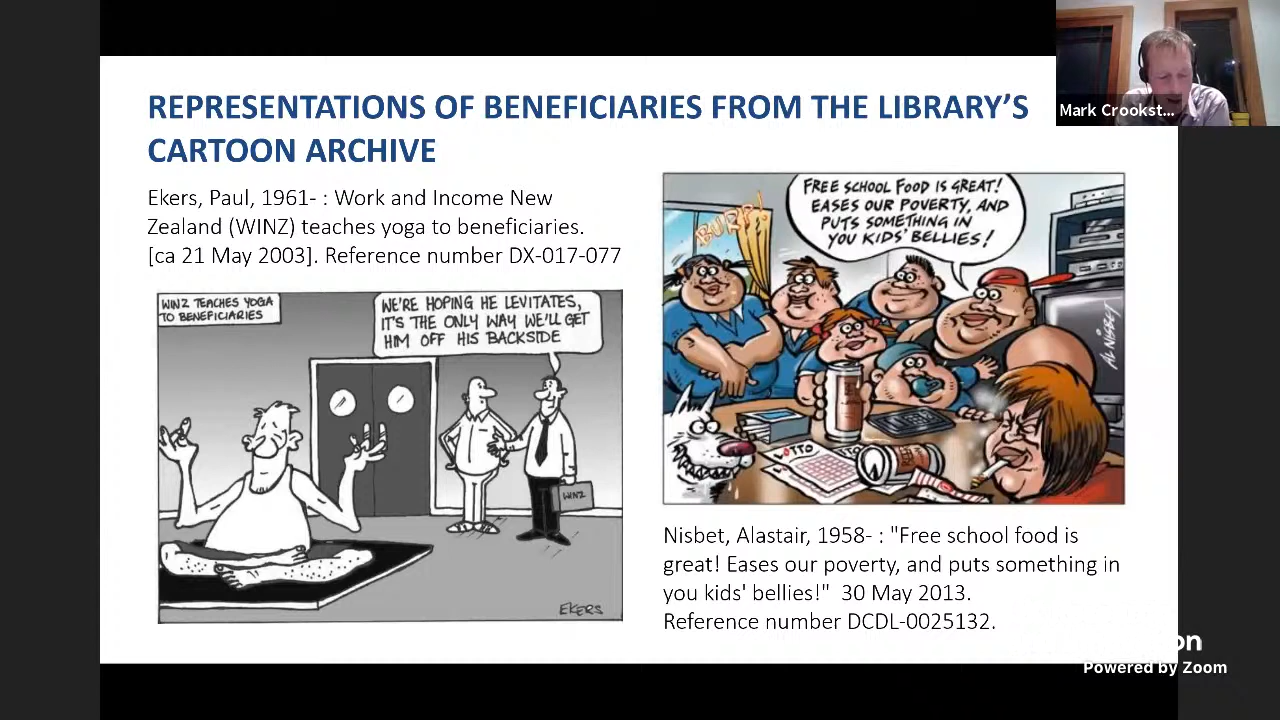 REPRESENTATIONS OF BENEFICIARIES FROM THE LIBRARY'S
CARTOON ARCHIVE
Mark Crookst...
Ekers, Paul, 1961- : Work and Income New
Zealand (WINZ) teaches yoga to beneficiaries.
[ca 21 May 2003]. Reference number DX-017-077
WINZ TEACHES YOGA
TO BENEFICIARIES
WE'RE HOPING HE LEVITATES,
IT'S THE ONLY WAY WE'LL GET
HIM OFF HIS BACKSIDE
WINZ
EKERS
FREE SCHOOL FOOD IS GREAT!
EASES OUR POVERTY, AND
PUTS SOMETHING IN
YOU KIDS' BELLIES!
BURP!
AL NISBET
LOTTO
Nisbet, Alastair, 1958- : "Free school food is
great! Eases our poverty, and puts something in
you kids' bellies!" 30 May 2013.
Reference number DCDL-0025132.
on
Powered by Zoom